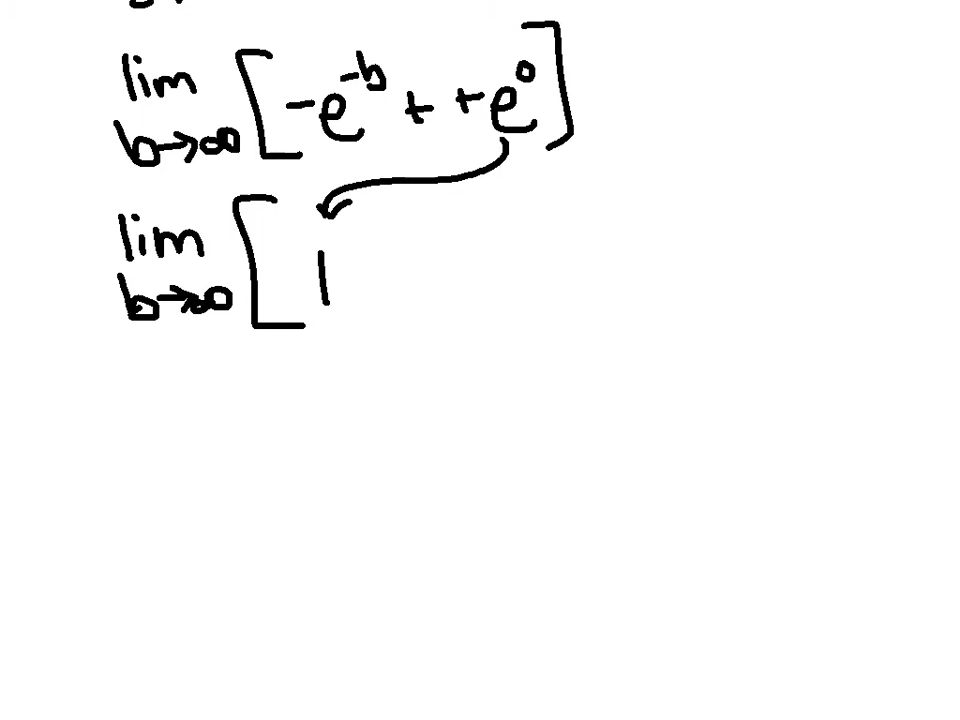 lim b→∞ [-e^-b + +e^0]
lim b→∞ [ 1